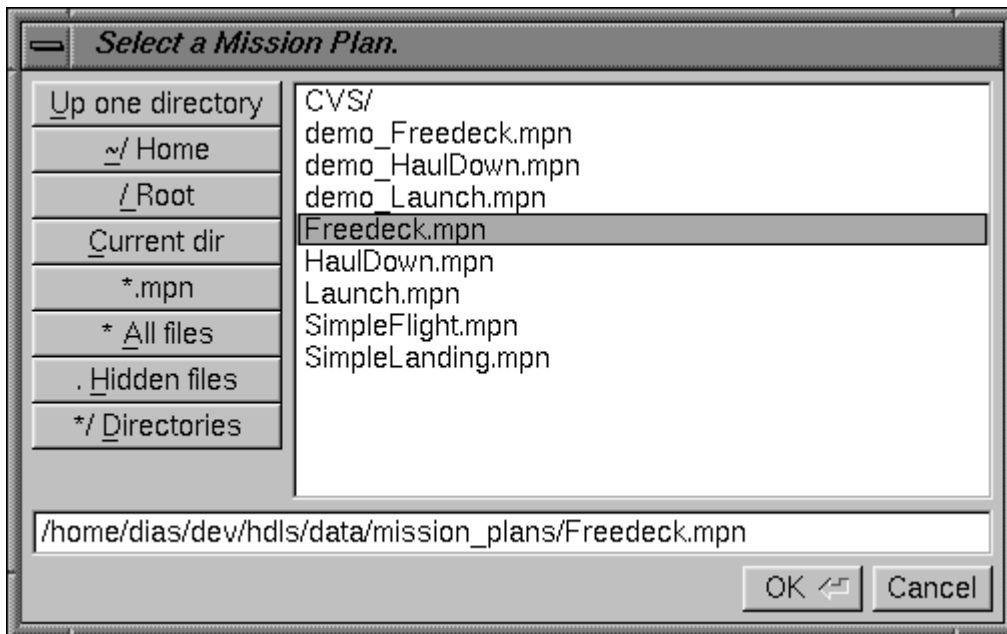 Select a Mission Plan.
Up one directory
~/ Home
/ Root
Current dir
*.mpn
* All files
. Hidden files
*/ Directories
CVS/
demo_Freedeck.mpn
demo_HaulDown.mpn
demo_Launch.mpn
Freedeck.mpn
HaulDown.mpn
Launch.mpn
SimpleFlight.mpn
SimpleLanding.mpn
/home/dias/dev/hdls/data/mission_plans/Freedeck.mpn
OK Cancel